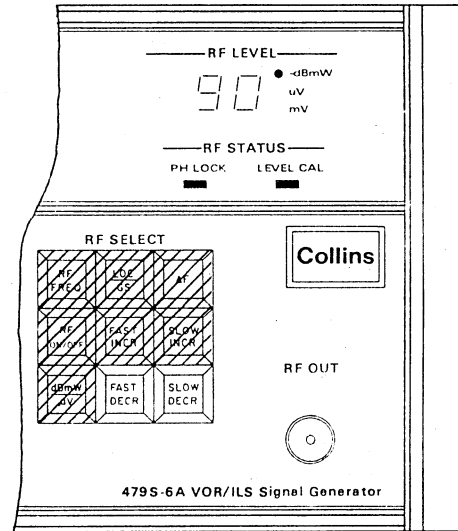 RF LEVEL
90
-dBmW
uV
mV
RF STATUS
PH LOCK
LEVEL CAL
RF SELECT
Collins
RF
FREQ
LOC
GS
AF
RF
ON/OFF
FAST
INCR
SLOW
INCR
RF OUT
dBmW
uV
FAST
DECR
SLOW
DECR
479S-6A VOR/ILS Signal Generator